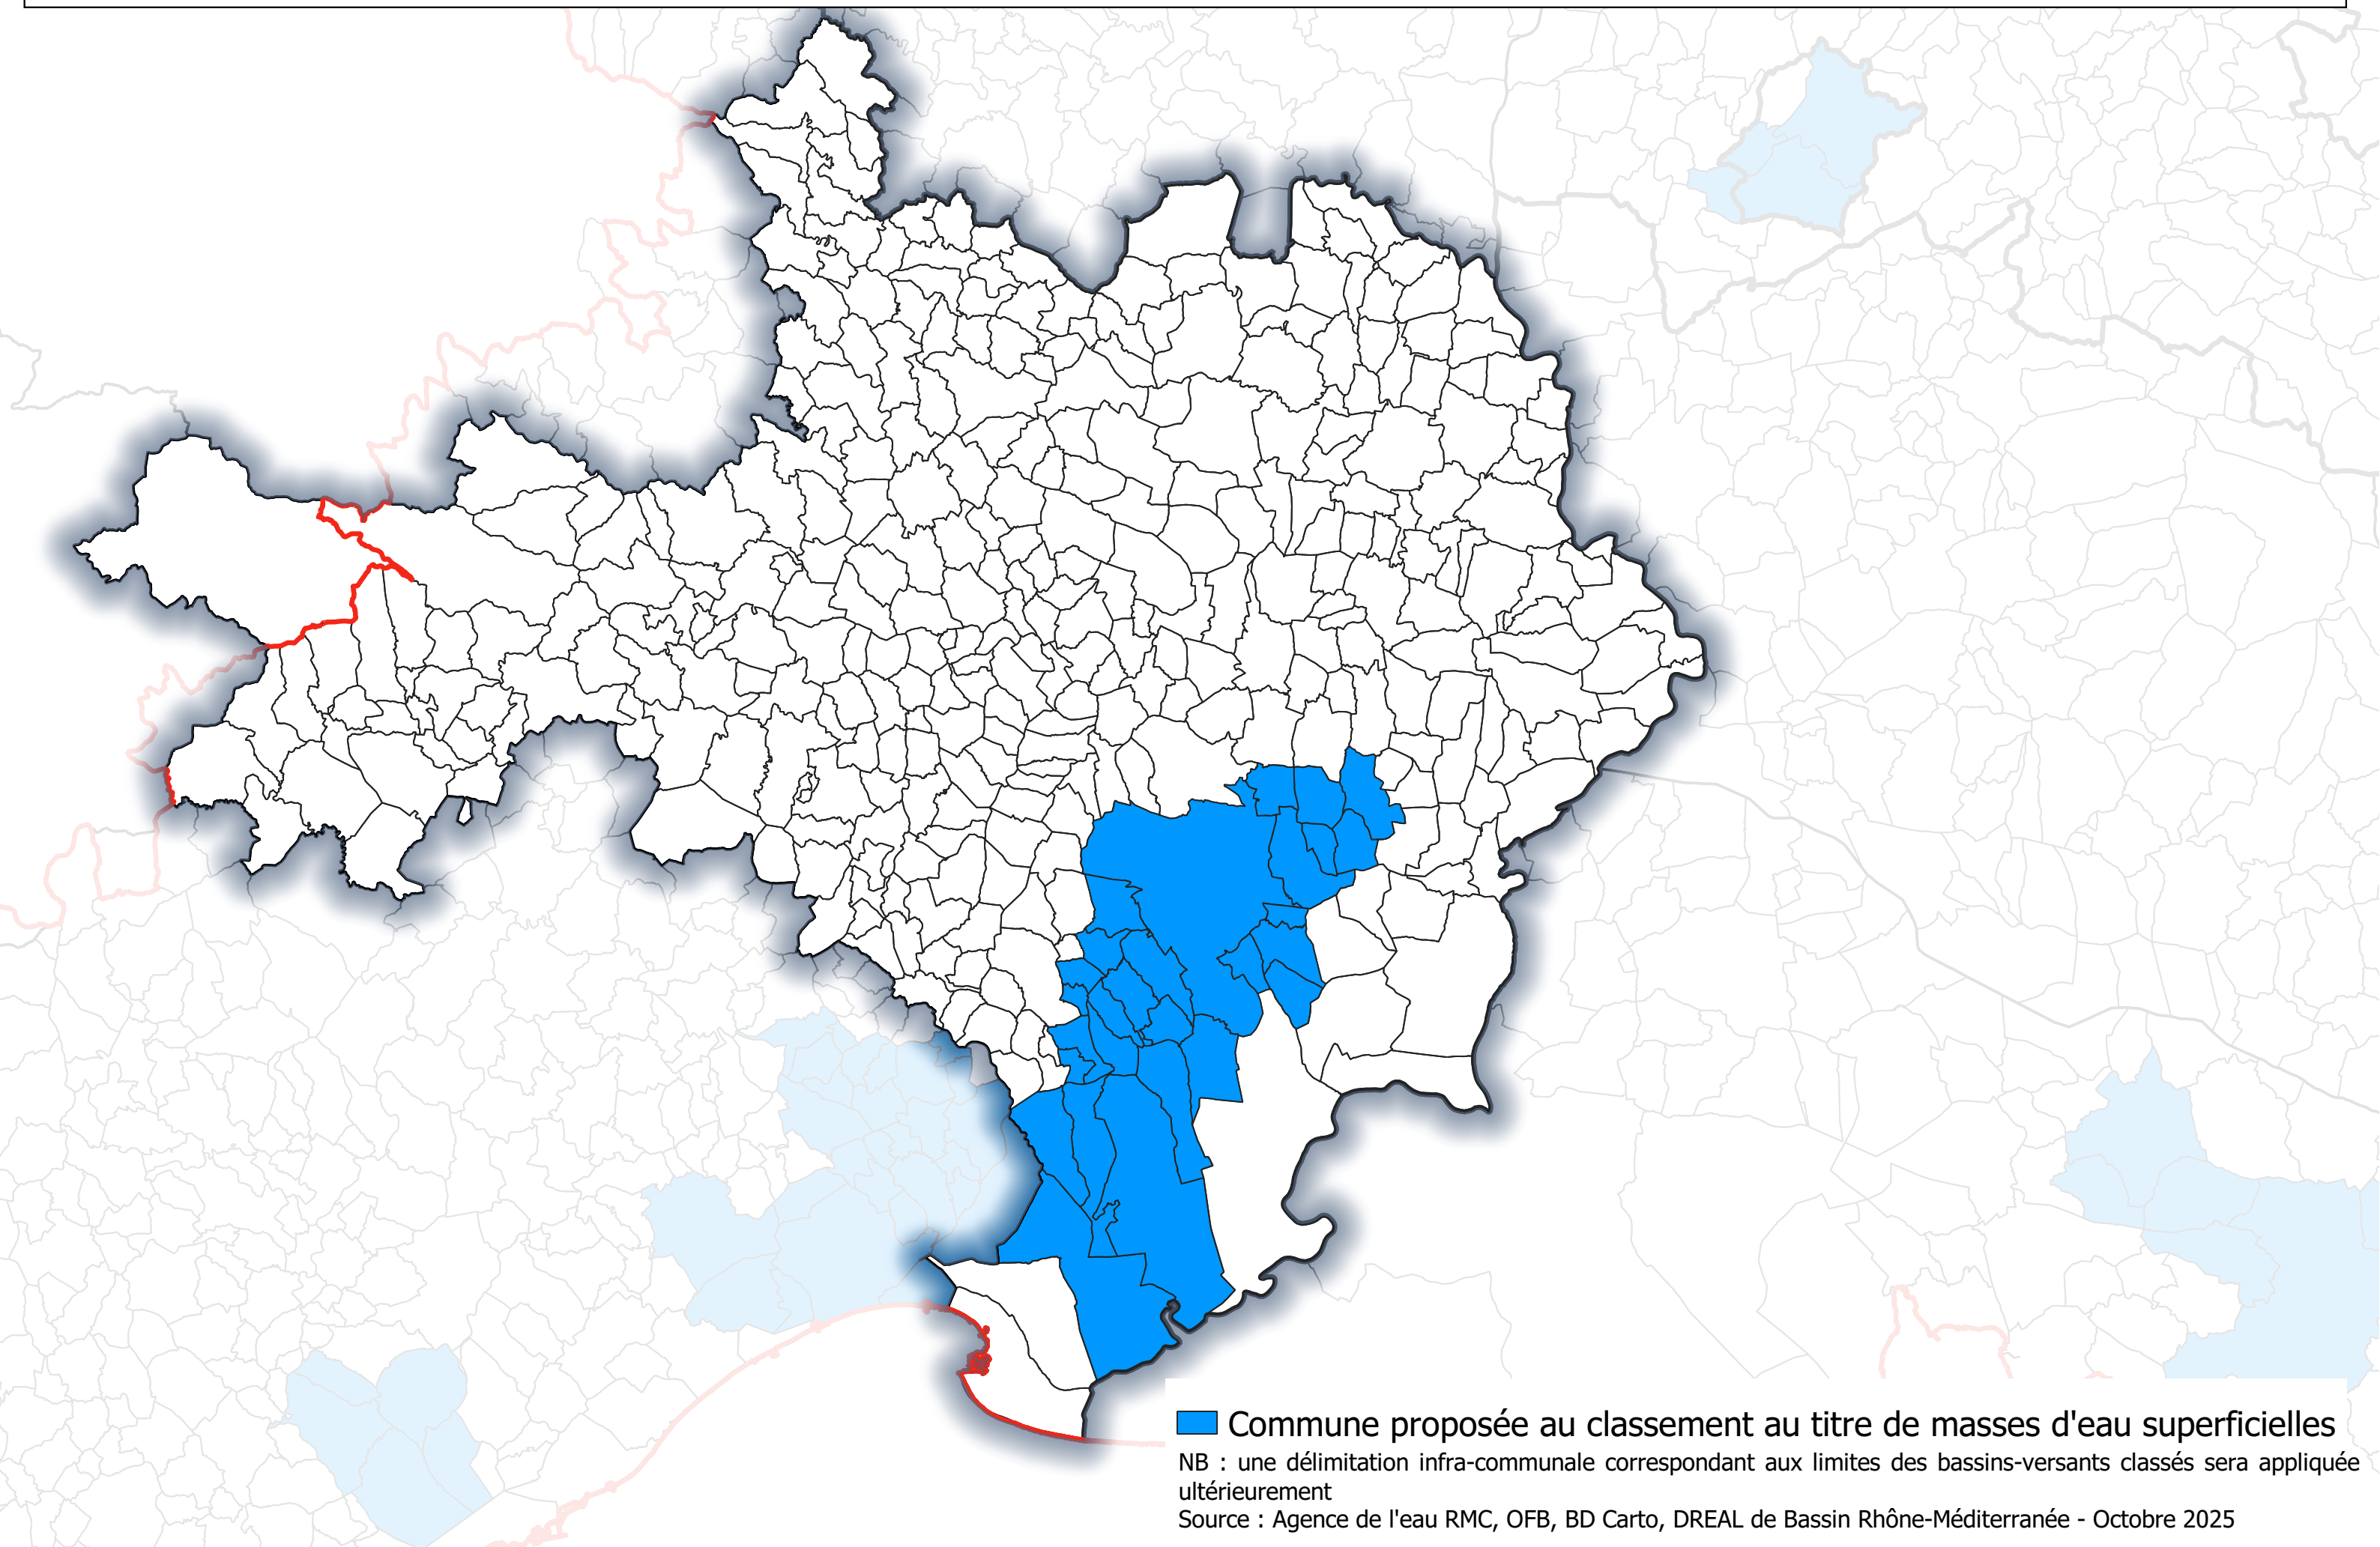 Commune proposée au classement au titre de masses d'eau superficielles
NB : une délimitation infra-communale correspondant aux limites des bassins-versants classés sera appliquée
ultérieurement
Source : Agence de l'eau RMC, OFB, BD Carto, DREAL de Bassin Rhône-Méditerranée - Octobre 2025